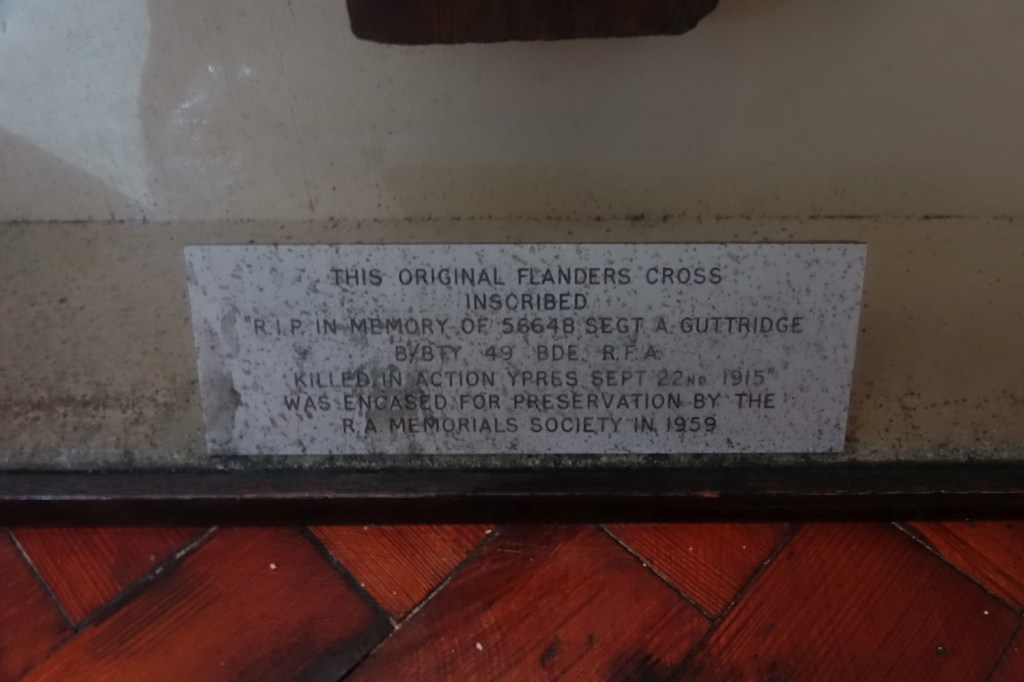 THIS ORIGINAL FLANDERS CROSS
INSCRIBED
"R.I.P. IN MEMORY OF 56648 SEGT A. GUTTRIDGE
B/BTY. 49 BDE. R.F.A.
KILLED IN ACTION YPRES SEPT 22ND 1915"
WAS ENCASED FOR PRESERVATION BY THE
R.A. MEMORIALS SOCIETY IN 1959